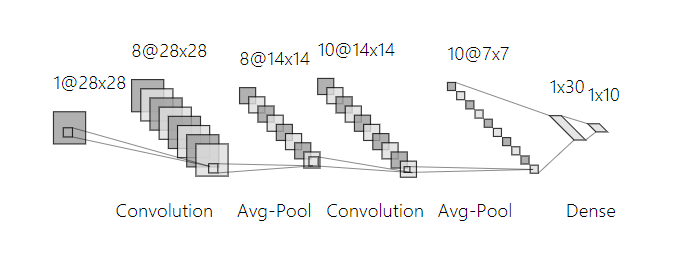 1@28x28
8@28x28
8@14x14
10@14x14
10@7x7
1x30
1x10
Convolution
Avg-Pool
Convolution
Avg-Pool
Dense